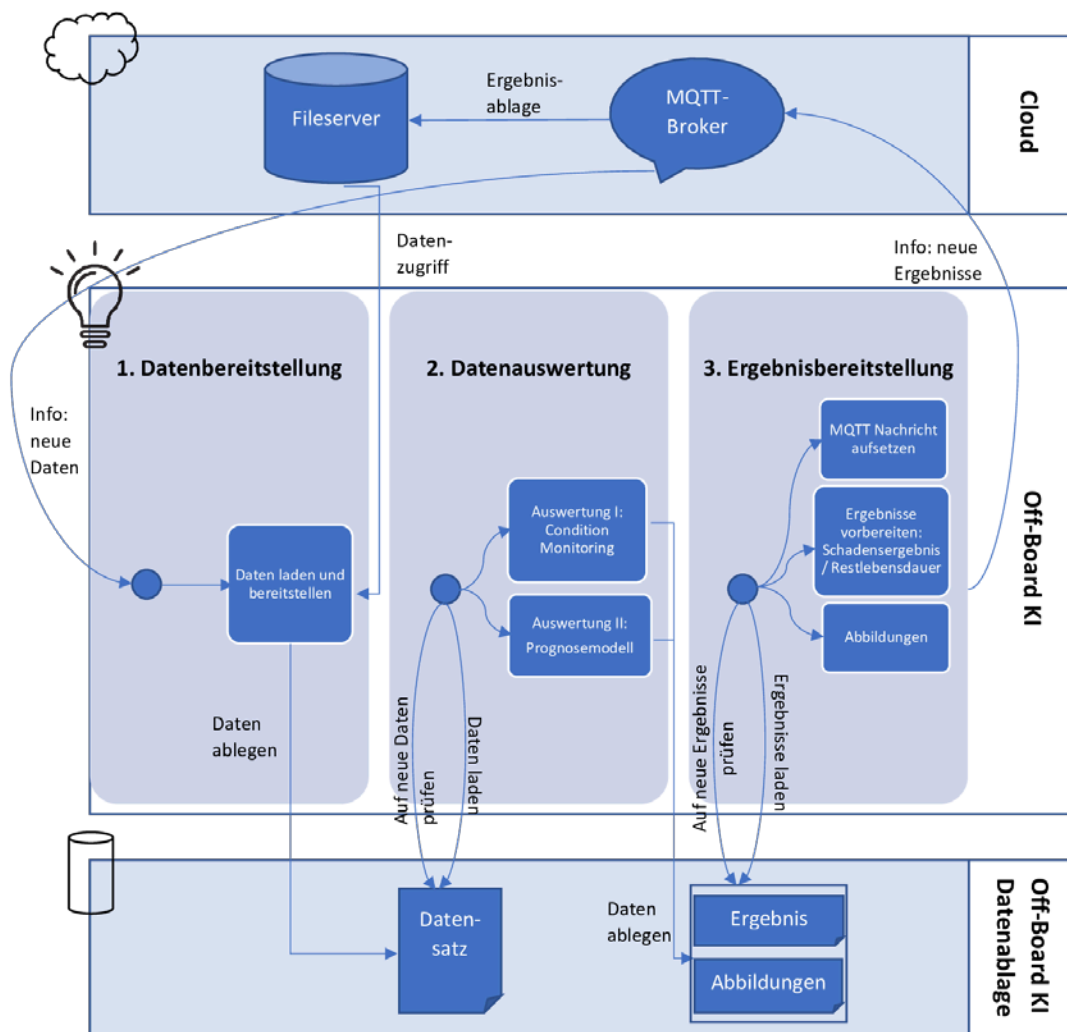 Fileserver
Ergebnis-
ablage
MQTT-
Broker
Cloud
Daten-
zugriff
Info: neue
Ergebnisse
1. Datenbereitstellung
2. Datenauswertung
3. Ergebnisbereitstellung
Info:
neue
Daten
MQTT Nachricht
aufsetzen
Auswertung I:
Condition
Monitoring
Ergebnisse
vorbereiten:
Schadensergebnis
/ Restlebensdauer
Daten laden und
bereitstellen
Auswertung II:
Prognosemodell
Abbildungen
Off-Board KI
Daten
ablegen
Auf neue Daten
prüfen
Daten laden
Auf neue Ergebnisse
prüfen
Ergebnisse laden
Daten-
satz
Daten
ablegen
Ergebnis
Abbildungen
Off-Board KI
Datenablage